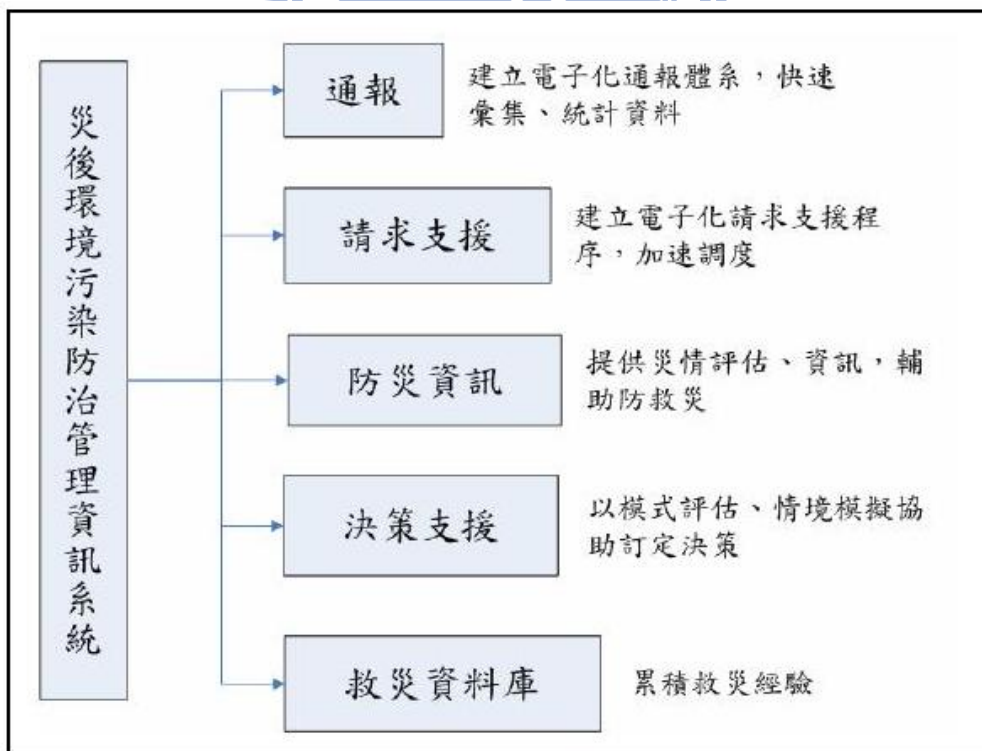 災後環境污染防治管理資訊系統
通報
建立電子化通報體系，快速
彙集、統計資料
請求支援
建立電子化請求支援程
序，加速調度
防災資訊
提供災情評估、資訊，輔
助防救災
決策支援
以模式評估、情境模擬協
助訂定決策
救災資料庫
累積救災經驗